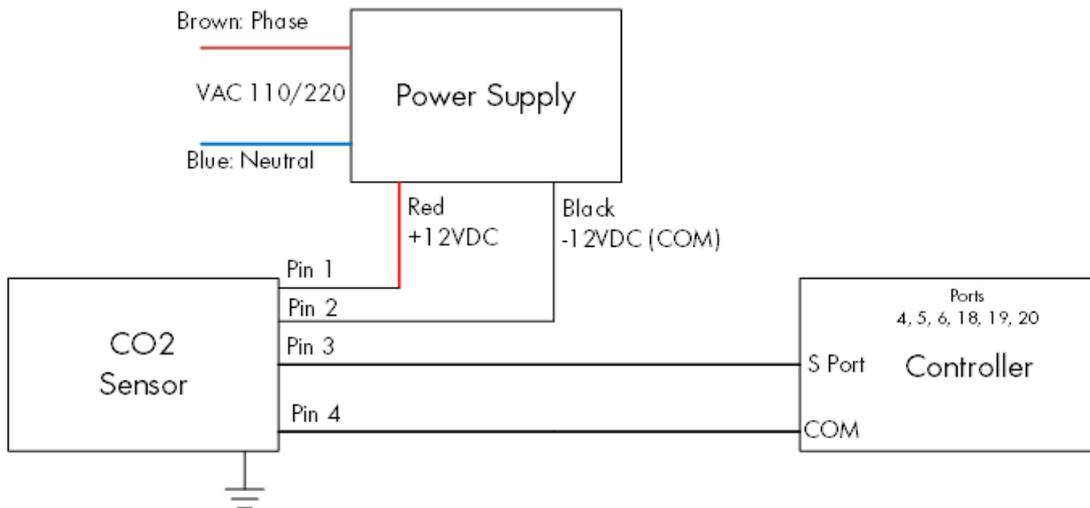 Brown: Phase
VAC 110/220
Power Supply
Blue: Neutral
Red
+12VDC
Black
-12VDC (COM)
Pin 1
Pin 2
Pin 3
Pin 4
CO2
Sensor
Ports
4, 5, 6, 18, 19, 20
S Port
Controller
COM